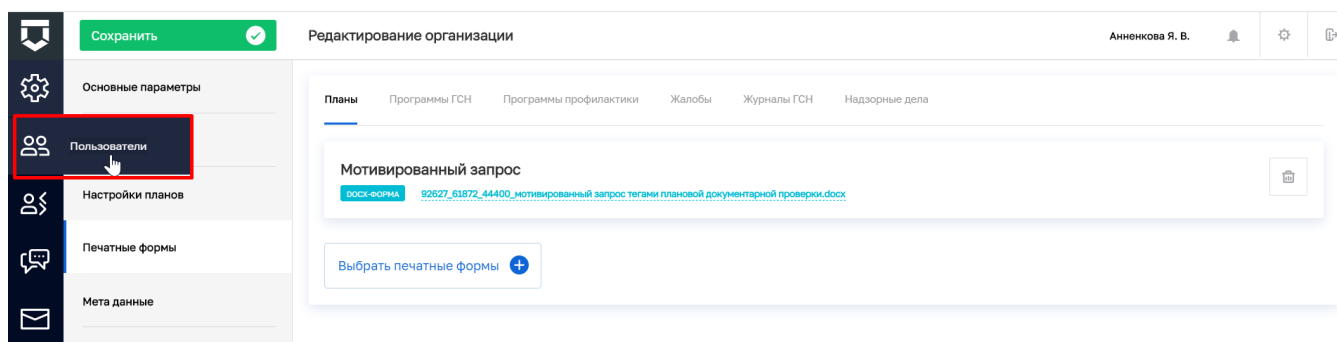 Сохранить
Редактирование организации
Анненкова Я. В.
Основные параметры
Планы Программы ГСН Программы профилактики Жалобы Журналы ГСН Надзорные дела
Пользователи
Мотивированный запрос
DOCX-ФОРМА 92627_61872_44400_мотивированный запрос тегами плановой документарной проверки.docx
Настройки планов
Печатные формы
Выбрать печатные формы
Мета данные